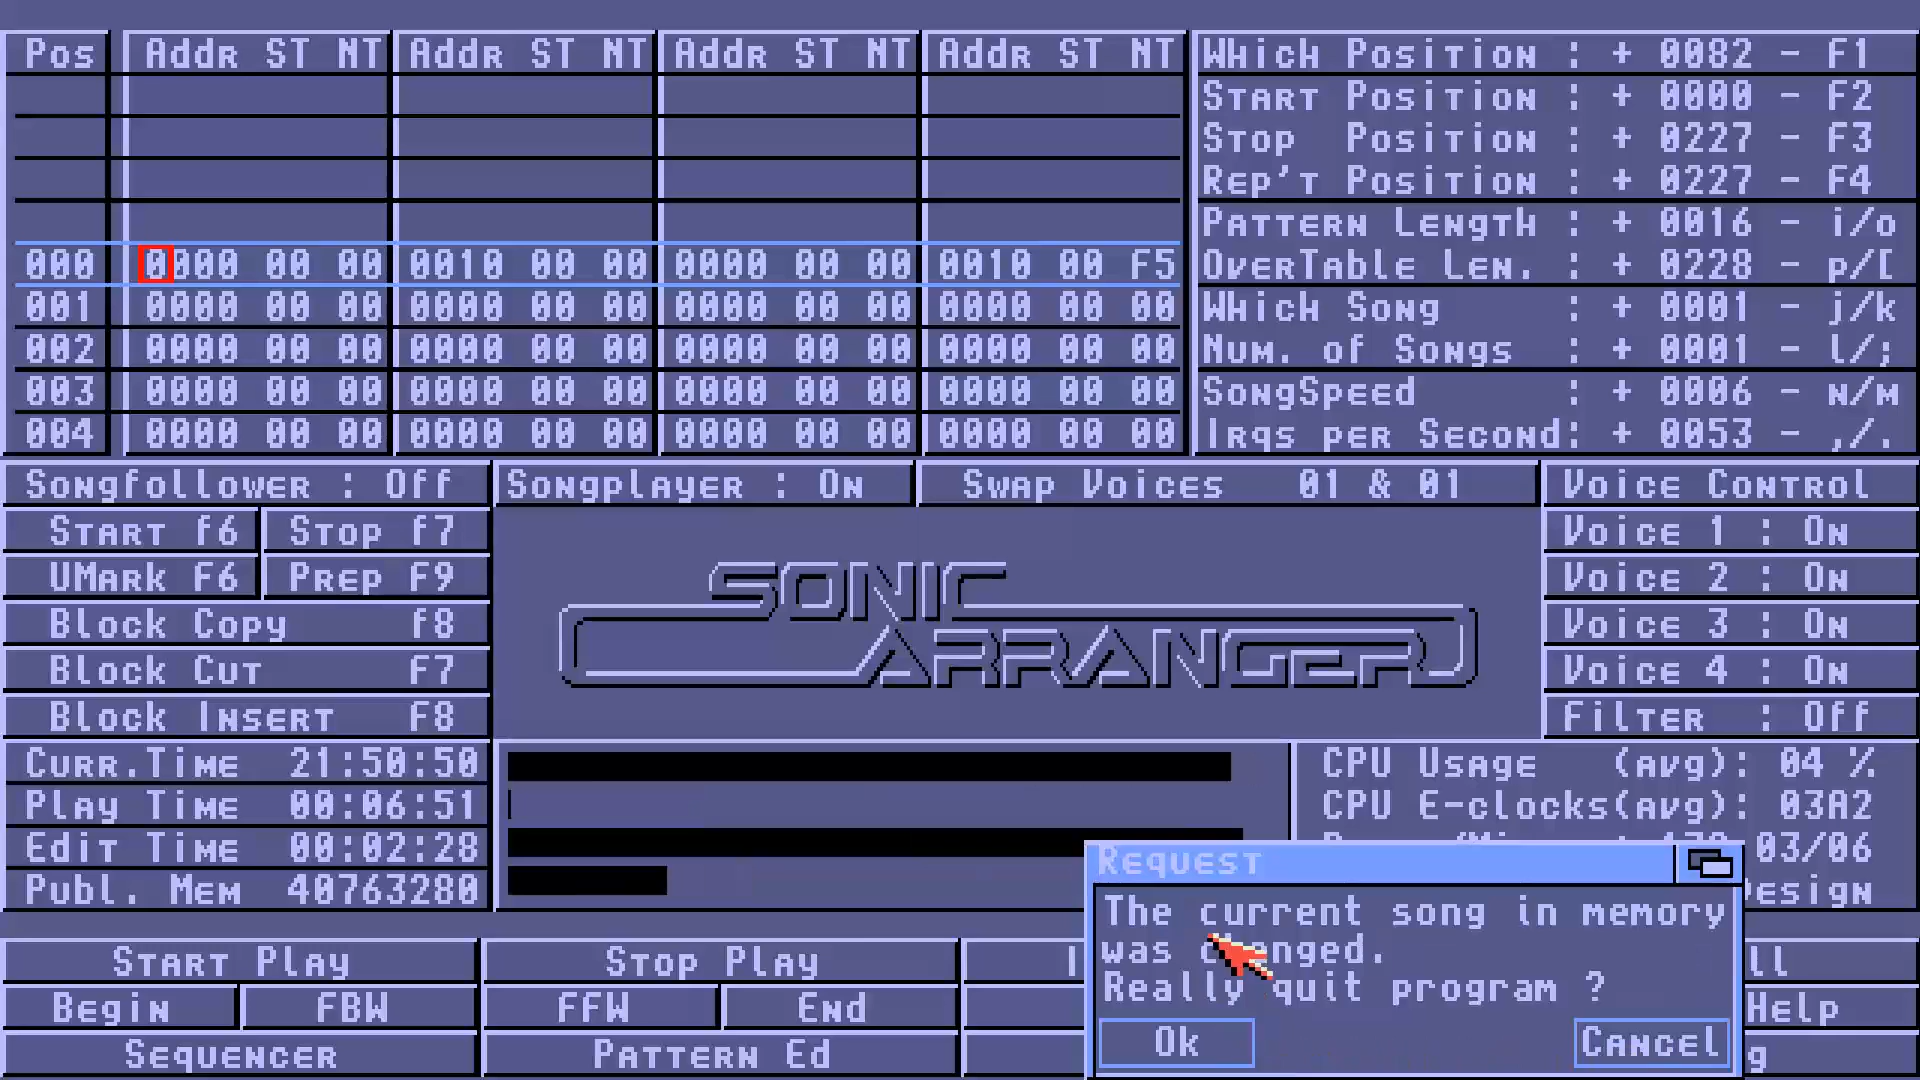 Pos Addr ST NT Addr ST NT Addr ST NT Addr ST NT
000 0000 00 00 0010 00 00 0000 00 00 0010 00 F5
001 0000 00 00 0000 00 00 0000 00 00 0000 00 00
002 0000 00 00 0000 00 00 0000 00 00 0000 00 00
003 0000 00 00 0000 00 00 0000 00 00 0000 00 00
004 0000 00 00 0000 00 00 0000 00 00 0000 00 00
Which Position : + 0082 - F1
Start Position : + 0000 - F2
Stop Position : + 0227 - F3
Rep't Position : + 0227 - F4
Pattern Length : + 0016 - i/o
OverTable Len. : + 0228 - p/[
Which Song : + 0001 - j/k
Num. of Songs : + 0001 - l/;
SongSpeed : + 0006 - n/m
Irqs per Second: + 0053 - ,/.
Songfollower : Off Songplayer : On Swap Voices 01 & 01 Voice Control
Start f6 Stop f7
UMark F6 Prep F9
Block Copy f8
Block Cut F7
Block Insert F8
SONIC
ARRANGER
Voice 1 : On
Voice 2 : On
Voice 3 : On
Voice 4 : On
Filter : Off
Curr.Time 21:50:50
Play Time 00:06:51
Edit Time 00:02:28
Publ. Mem 40763280
CPU Usage (avg): 04 %
CPU E-clocks(avg): 03A2
03/06
Design
Request
The current song in memory
was changed.
Really quit program ?
Ok Cancel
Start Play Stop Play
Begin FBW FFW End Help
Sequencer Pattern Ed